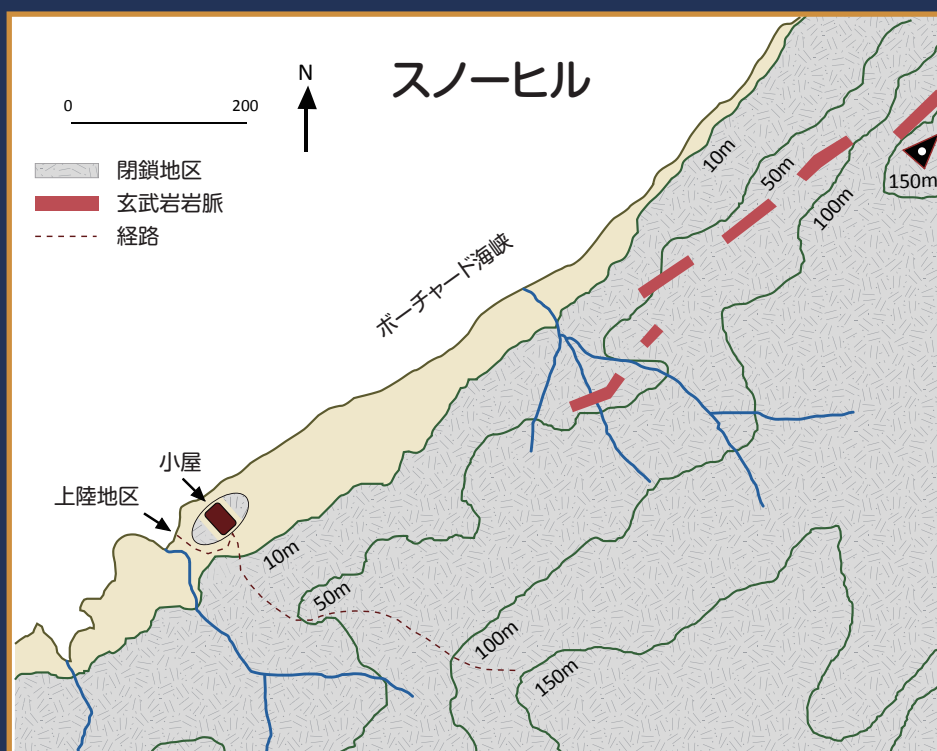 スノーヒル
N
0 200
閉鎖地区
玄武岩岩脈
経路
10m
50m
100m
150m
ボーチャード海峡
小屋
上陸地区
10m
50m
100m
150m